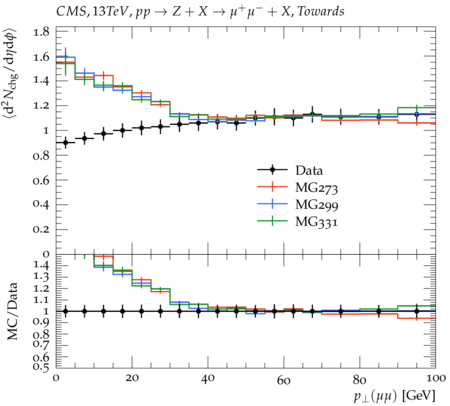 CMS, 13TeV, pp → Z + X → μ⁺μ⁻ + X, Towards
⟨d²N_chg/dηdϕ⟩
1.8
1.6
1.4
1.2
1
0.8
0.6
0.4
0.2
0
Data
MG273
MG299
MG331
MC/Data
1.4
1.3
1.2
1.1
1
0.9
0.8
0.7
0.6
0.5
0 20 40 60 80 100
p⊥(μμ) [GeV]